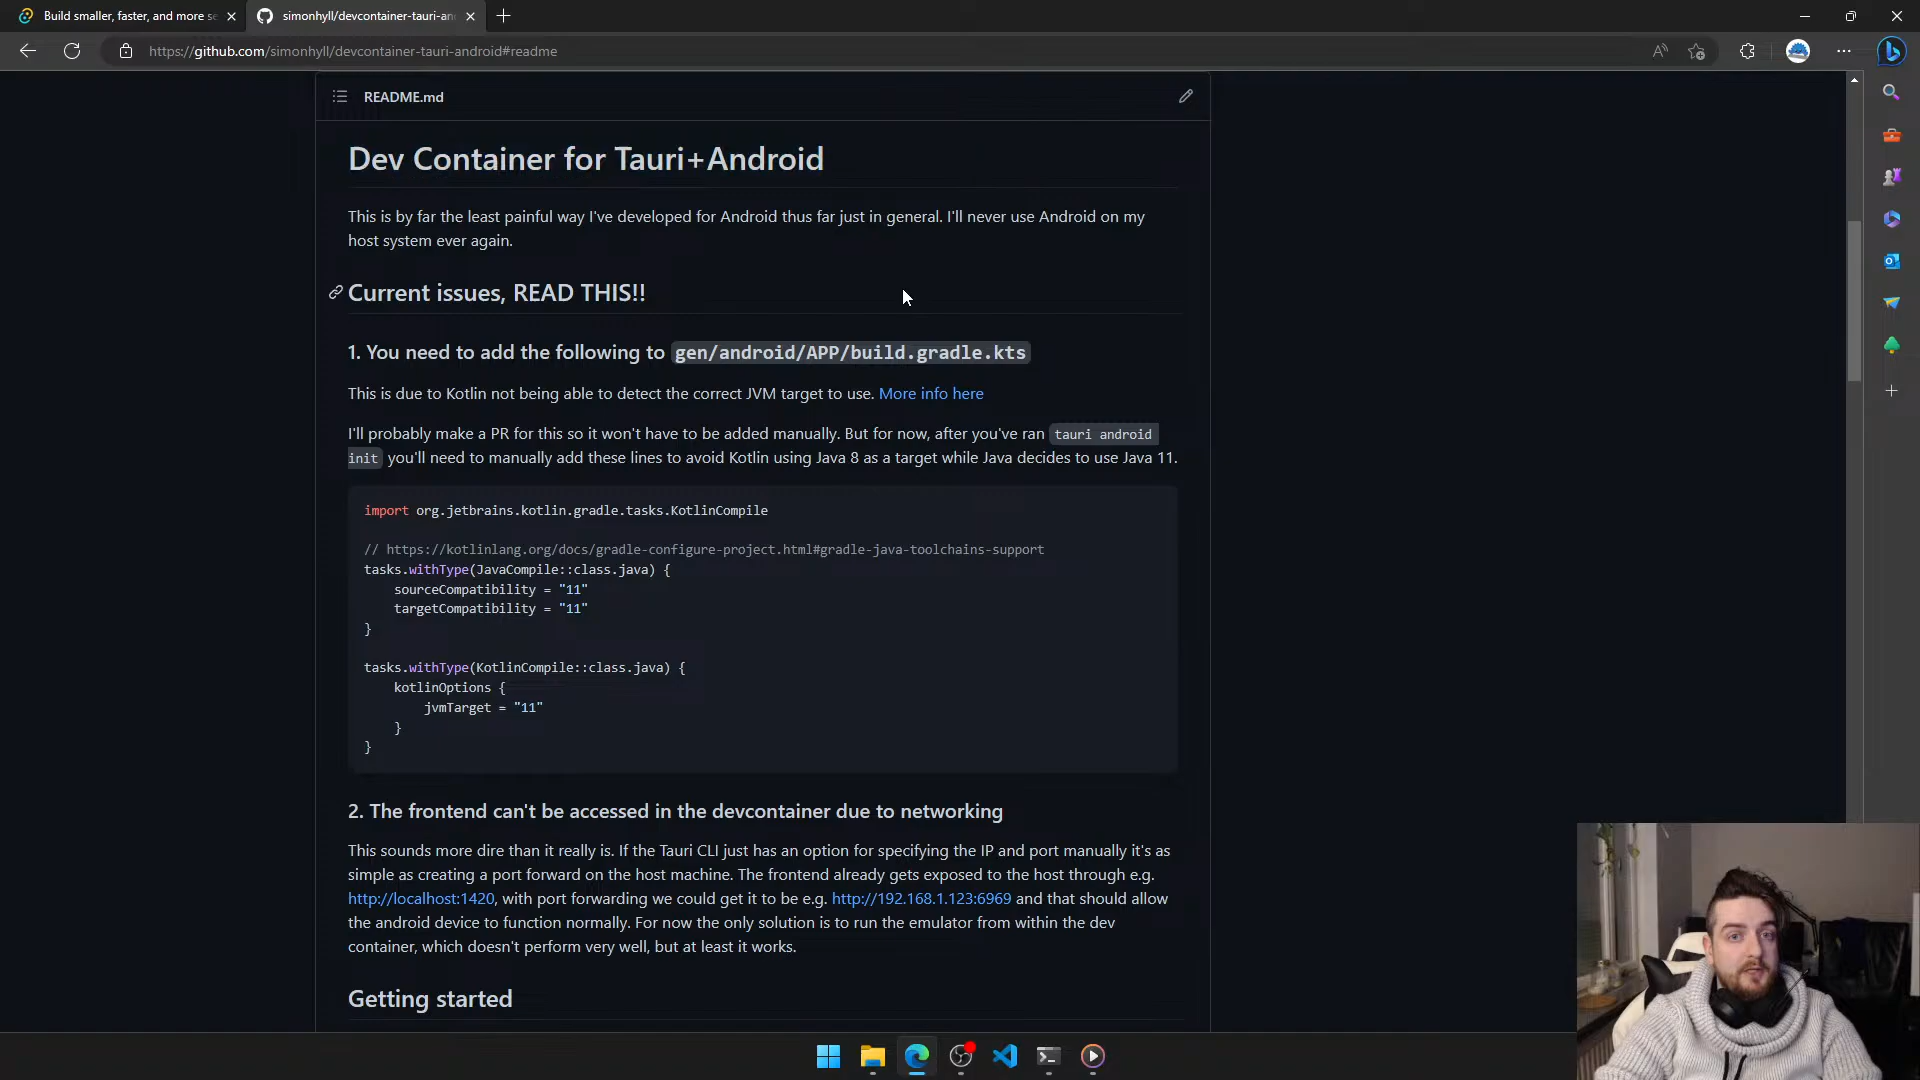 Build smaller, faster, and more se
simonhyll/devcontainer-tauri-an
https://github.com/simonhyll/devcontainer-tauri-android#readme
README.md
Dev Container for Tauri+Android
This is by far the least painful way I've developed for Android thus far just in general. I'll never use Android on my
host system ever again.
Current issues, READ THIS!!
1. You need to add the following to gen/android/APP/build.gradle.kts
This is due to Kotlin not being able to detect the correct JVM target to use. More info here
I'll probably make a PR for this so it won't have to be added manually. But for now, after you've ran tauri android
init you'll need to manually add these lines to avoid Kotlin using Java 8 as a target while Java decides to use Java 11.
import org.jetbrains.kotlin.gradle.tasks.KotlinCompile
// https://kotlinlang.org/docs/gradle-configure-project.html#gradle-java-toolchains-support
tasks.withType(JavaCompile::class.java) {
sourceCompatibility = "11"
targetCompatibility = "11"
}
tasks.withType(KotlinCompile::class.java) {
kotlinOptions {
jvmTarget = "11"
}
}
2. The frontend can't be accessed in the devcontainer due to networking
This sounds more dire than it really is. If the Tauri CLI just has an option for specifying the IP and port manually it's as
simple as creating a port forward on the host machine. The frontend already gets exposed to the host through e.g.
http://localhost:1420, with port forwarding we could get it to be e.g. http://192.168.1.123:6969 and that should allow
the android device to function normally. For now the only solution is to run the emulator from within the dev
container, which doesn't perform very well, but at least it works.
Getting started